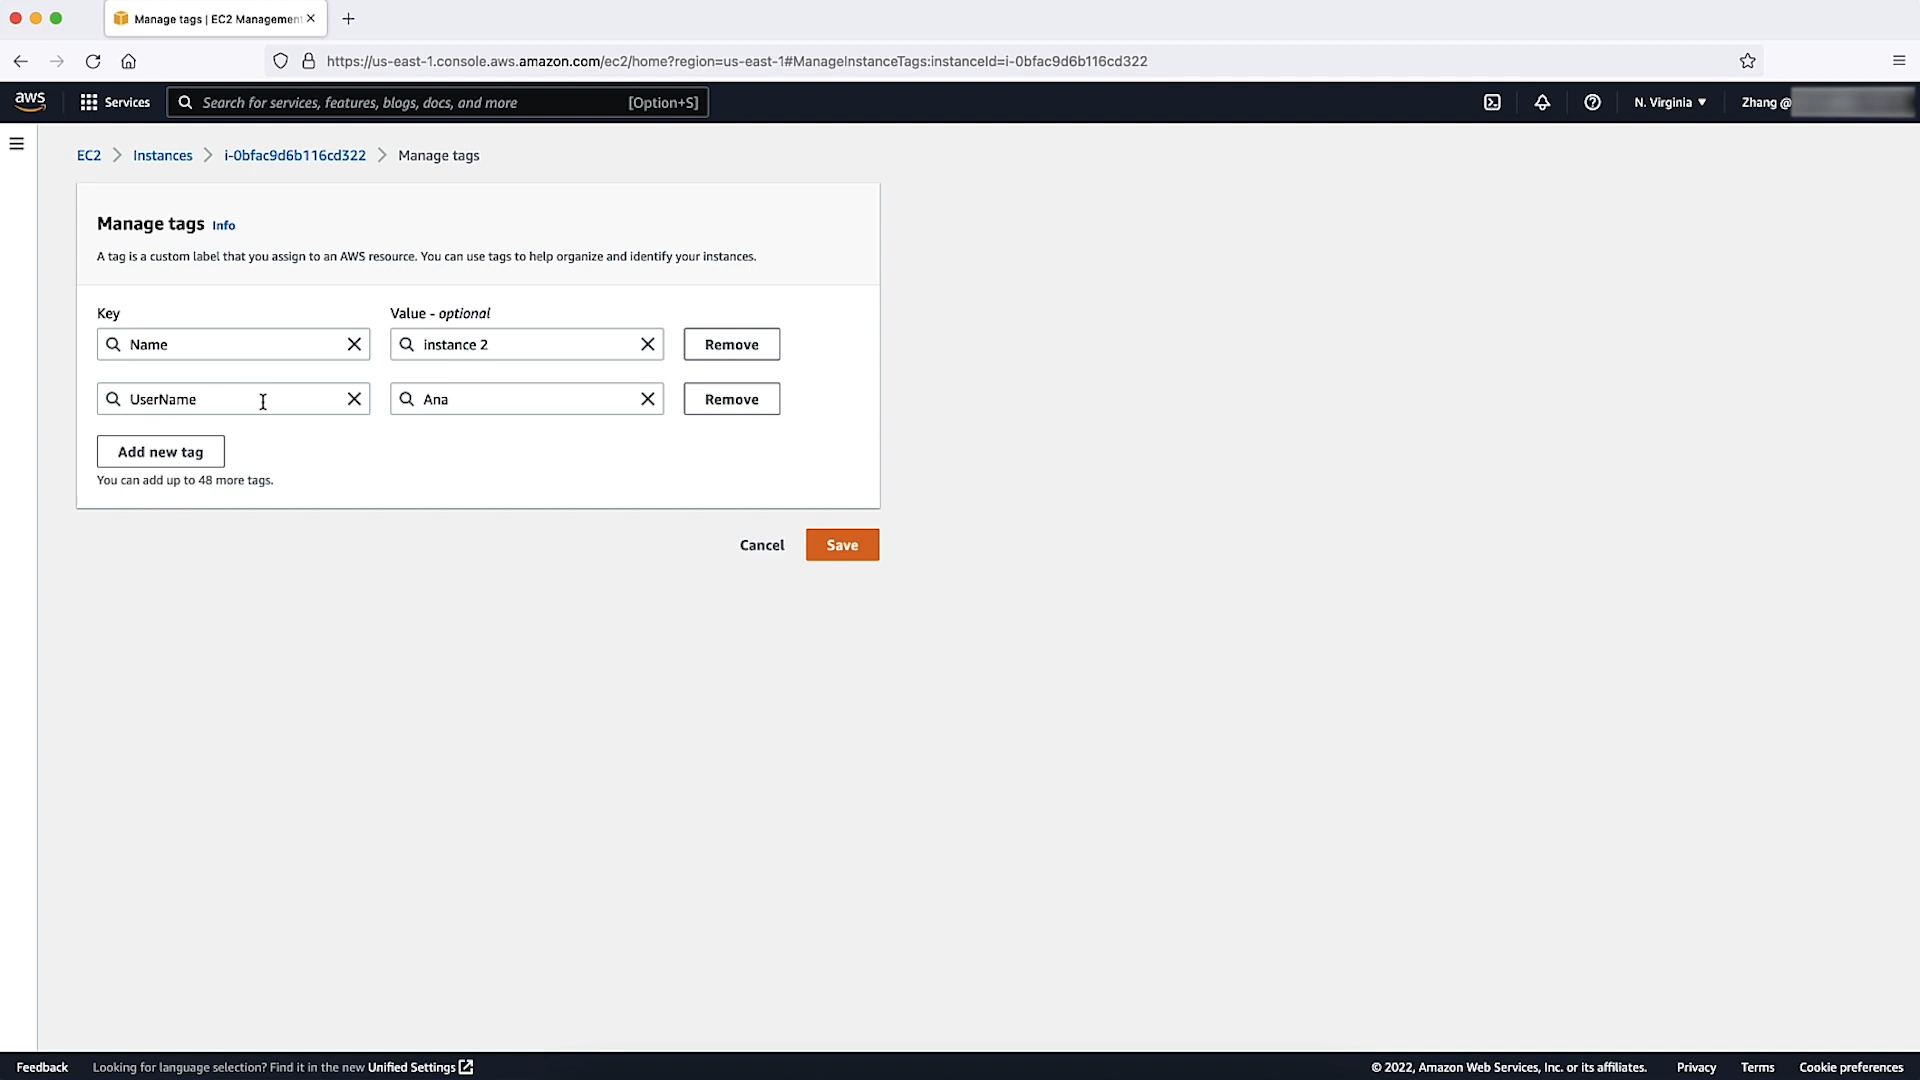 Manage tags | EC2 Management
https://us-east-1.console.aws.amazon.com/ec2/home?region=us-east-1#ManageInstanceTags:instanceId=i-0bfac9d6b116cd322
aws Services Search for services, features, blogs, docs, and more [Option+S] N. Virginia Zhang @
EC2 Instances i-0bfac9d6b116cd322 Manage tags
Manage tags Info
A tag is a custom label that you assign to an AWS resource. You can use tags to help organize and identify your instances.
Key Value - optional
Name instance 2 Remove
UserName Ana Remove
Add new tag
You can add up to 48 more tags.
Cancel Save
Feedback Looking for language selection? Find it in the new Unified Settings © 2022, Amazon Web Services, Inc. or its affiliates. Privacy Terms Cookie preferences